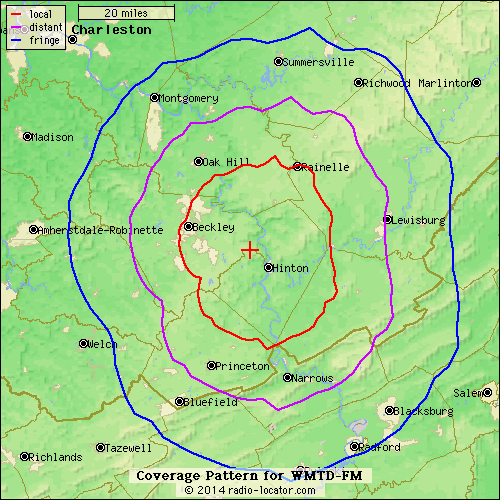 local
distant
fringe
20 miles
Charleston
Summersville
Richwood
Marlinton
Montgomery
Madison
Oak Hill
Rainelle
Lewisburg
Beckley
Amherstdale-Robinette
Hinton
Welch
Princeton
Narrows
Salem
Bluefield
Blacksburg
Tazewell
Radford
Richlands
Coverage Pattern for WMTD-FM
© 2014 radio-locator.com